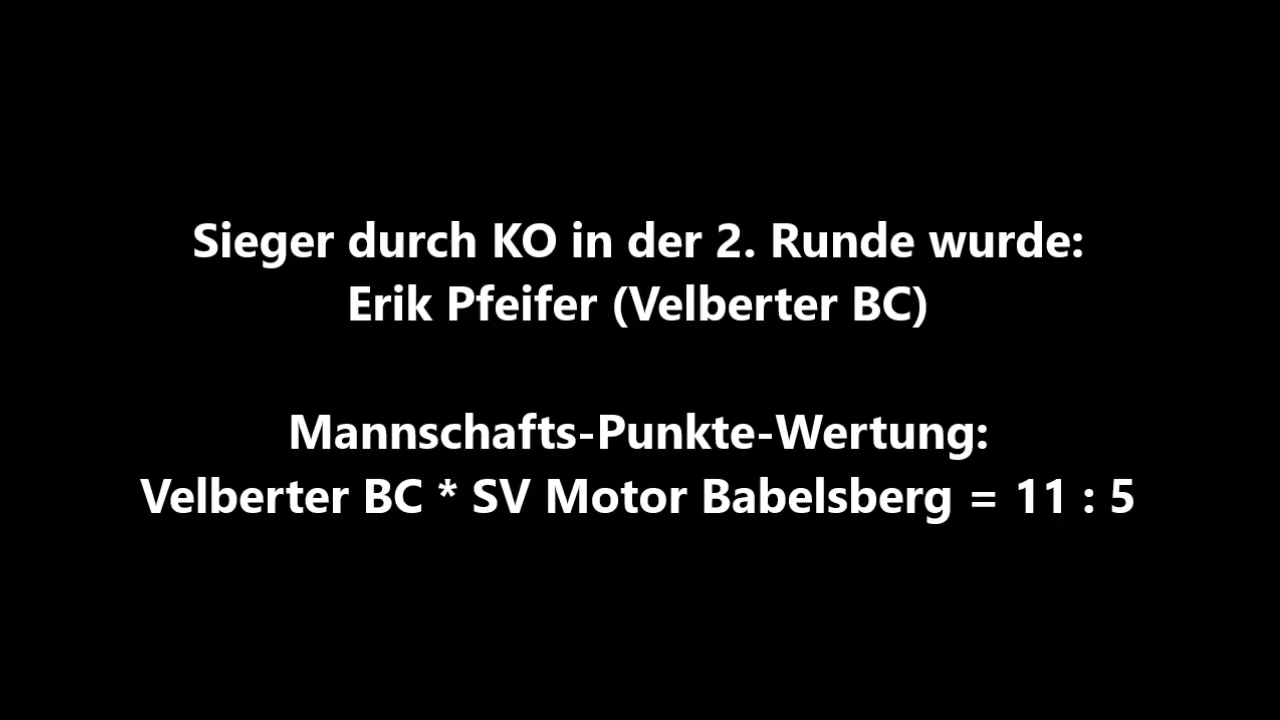 Sieger durch KO in der 2. Runde wurde:
Erik Pfeifer (Velberter BC)
Mannschafts-Punkte-Wertung:
Velberter BC * SV Motor Babelsberg = 11 : 5